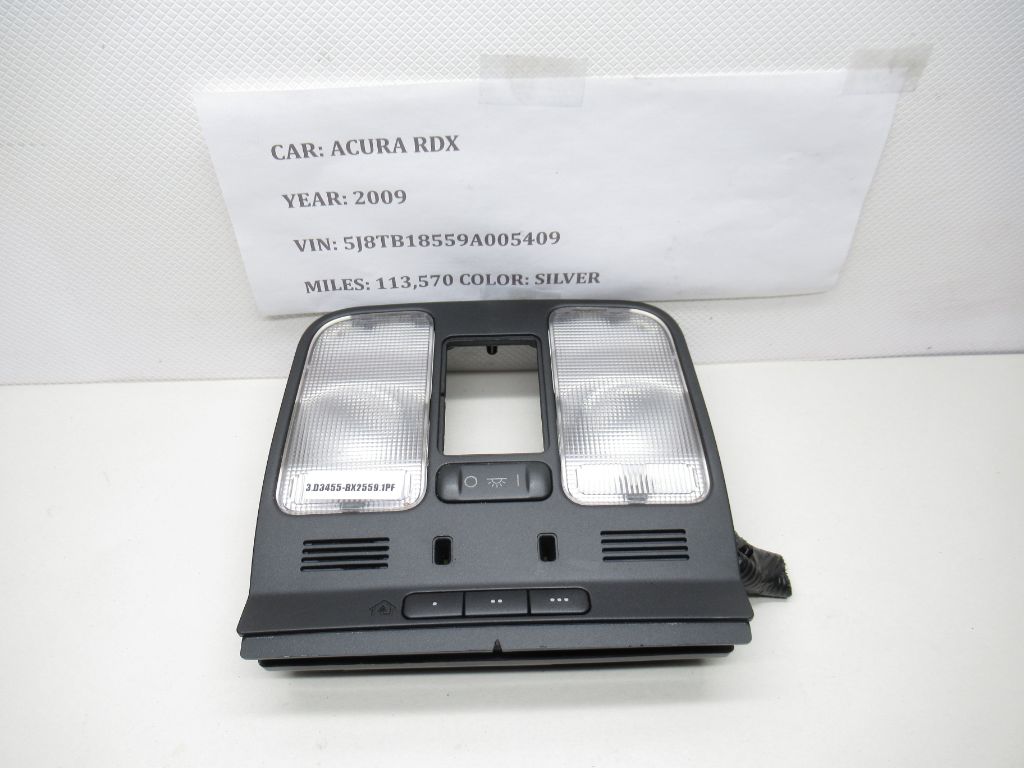 CAR: ACURA RDX
YEAR: 2009
VIN: 5J8TB18559A005409
MILES: 113,570 COLOR: SILVER
3.D3455-BX2559.1PF